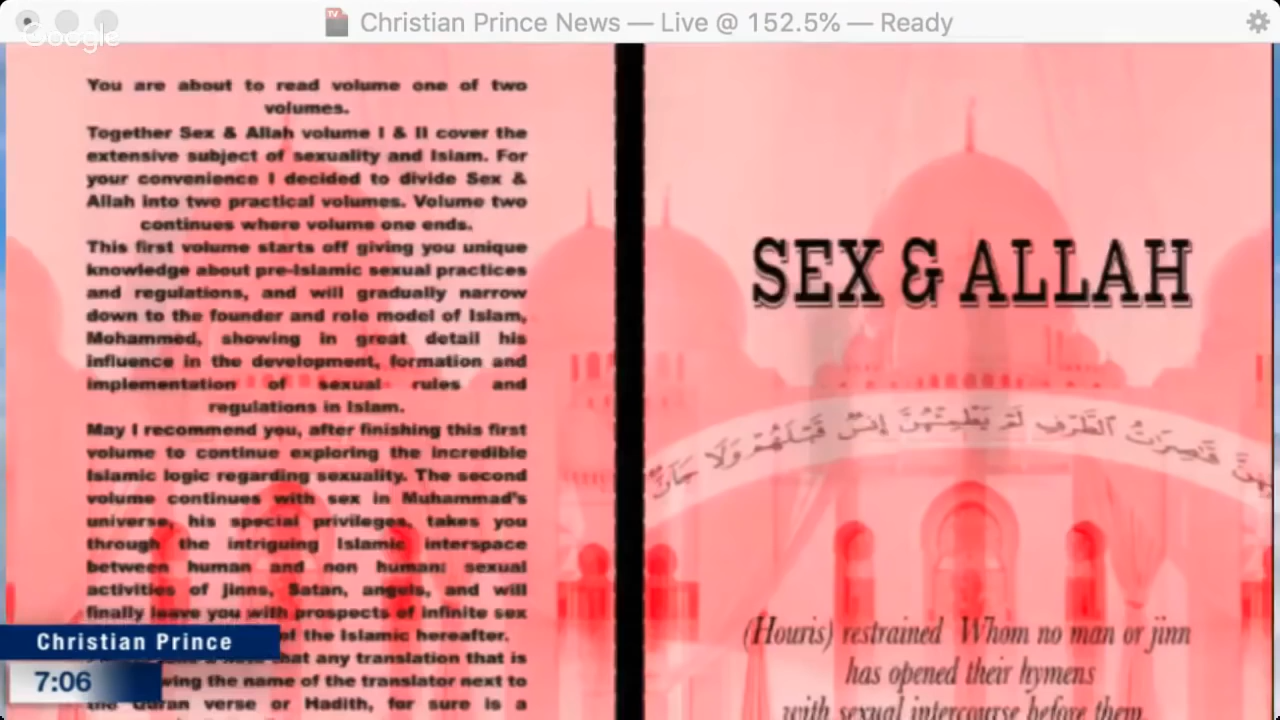 Christian Prince News — Live @ 152.5% — Ready
Google
You are about to read volume one of two
volumes.
Together Sex & Allah volume I & II cover the
extensive subject of sexuality and Islam. For
your convenience I decided to divide Sex &
Allah into two practical volumes. Volume two
continues where volume one ends.
This first volume starts off giving you unique
knowledge about pre-Islamic sexual practices
and regulations, and will gradually narrow
down to the founder and role model of Islam,
Mohammed, showing in great detail his
influence in the development, formation and
implementation of sexual rules and
regulations in Islam.
May I recommend you, after finishing this first
volume to continue exploring the incredible
Islamic logic regarding sexuality. The second
volume continues with sex in Muhammad's
universe, his special privileges, takes you
through the intriguing Islamic interspace
between human and non human: sexual
activities of jinns, Satan, angels, and will
finally leave you with prospects of infinite sex
of the Islamic hereafter.
that any translation that is
the name of the translator next to
the Quran verse or Hadith, for sure is a
SEX & ALLAH
قَٰصِرَٰتُ ٱلطَّرْفِ لَمْ يَطْمِثْهُنَّ إِنسٌ قَبْلَهُمْ وَلَا جَآنٌّ
(Houris) restrained Whom no man or jinn
has opened their hymens
with sexual intercourse before them
Christian Prince
7:06